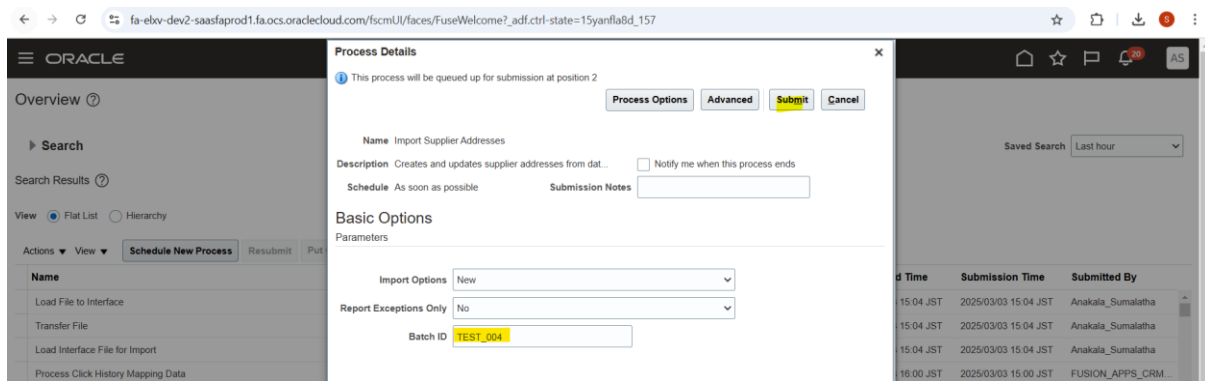 fa-elxv-dev2-saasfaprod1.fa.ocs.oraclecloud.com/fscmUI/faces/FuseWelcome?_adf.ctrl-state=15yanfla8d_157
S
ORACLE
20
AS
Overview
Search
Saved Search Last hour
Search Results
View Flat List Hierarchy
Actions View Schedule New Process Resubmit Put
Name
d Time Submission Time Submitted By
Load File to Interface
15:04 JST 2025/03/03 15:04 JST Anakala_Sumalatha
Transfer File
15:04 JST 2025/03/03 15:04 JST Anakala_Sumalatha
Load Interface File for Import
15:04 JST 2025/03/03 15:04 JST Anakala_Sumalatha
Process Click History Mapping Data
16:00 JST 2025/03/03 15:00 JST FUSION_APPS_CRM...
Process Details
This process will be queued up for submission at position 2
Process Options Advanced Submit Cancel
Name Import Supplier Addresses
Description Creates and updates supplier addresses from dat... Notify me when this process ends
Schedule As soon as possible Submission Notes
Basic Options
Parameters
Import Options New
Report Exceptions Only No
Batch ID TEST_004